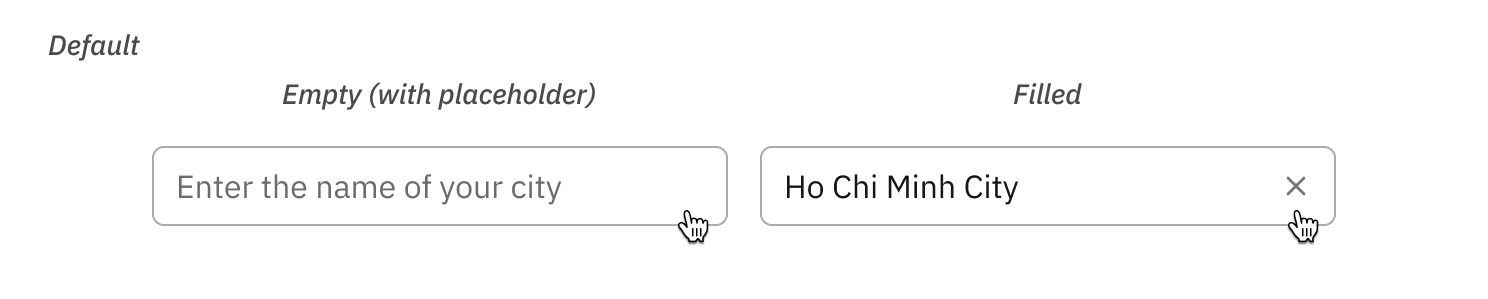 Default
Empty (with placeholder)
Filled
Enter the name of your city
Ho Chi Minh City